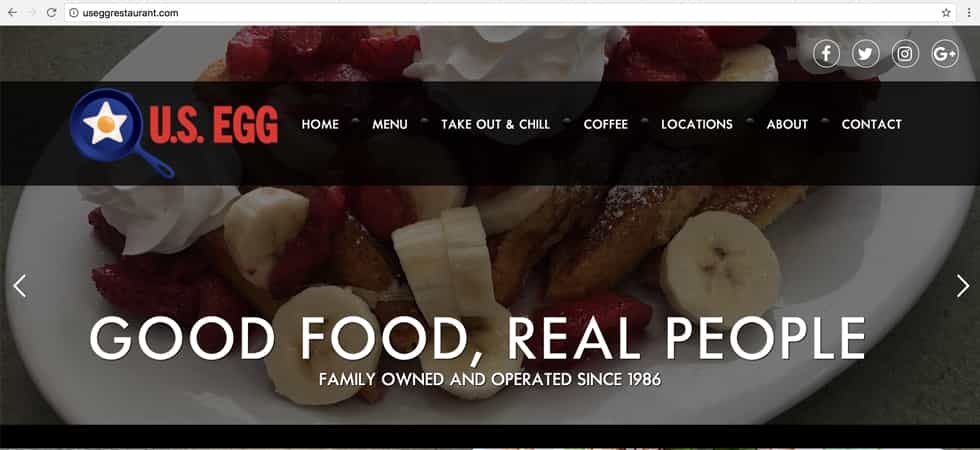 useggrestaurant.com
U.S. EGG
HOME MENU TAKE OUT & CHILL COFFEE LOCATIONS ABOUT CONTACT
GOOD FOOD, REAL PEOPLE
FAMILY OWNED AND OPERATED SINCE 1986